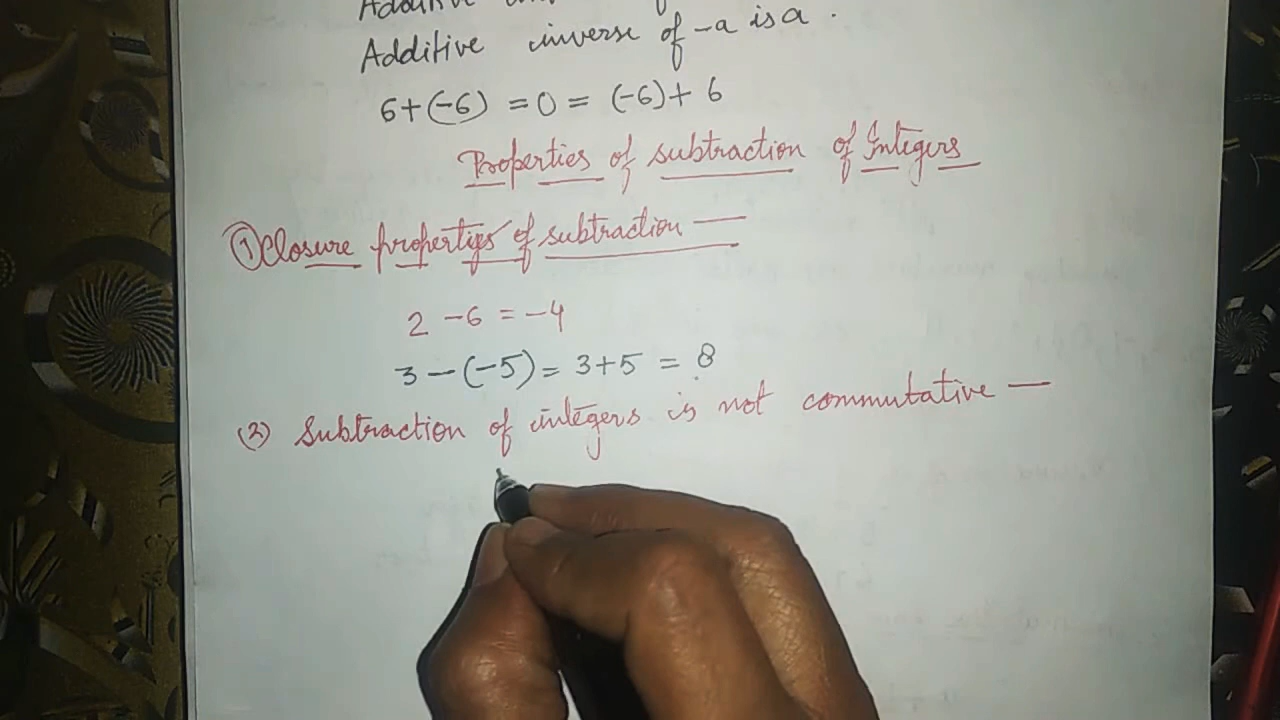 Additive
Additive inverse of -a is a.
6+(-6) = 0 = (-6)+ 6
Properties of subtraction of Integers
① Closure properties of subtraction —
2 -6 = -4
3 - (-5) = 3+5 = 8
(2) Subtraction of integers is not commutative —